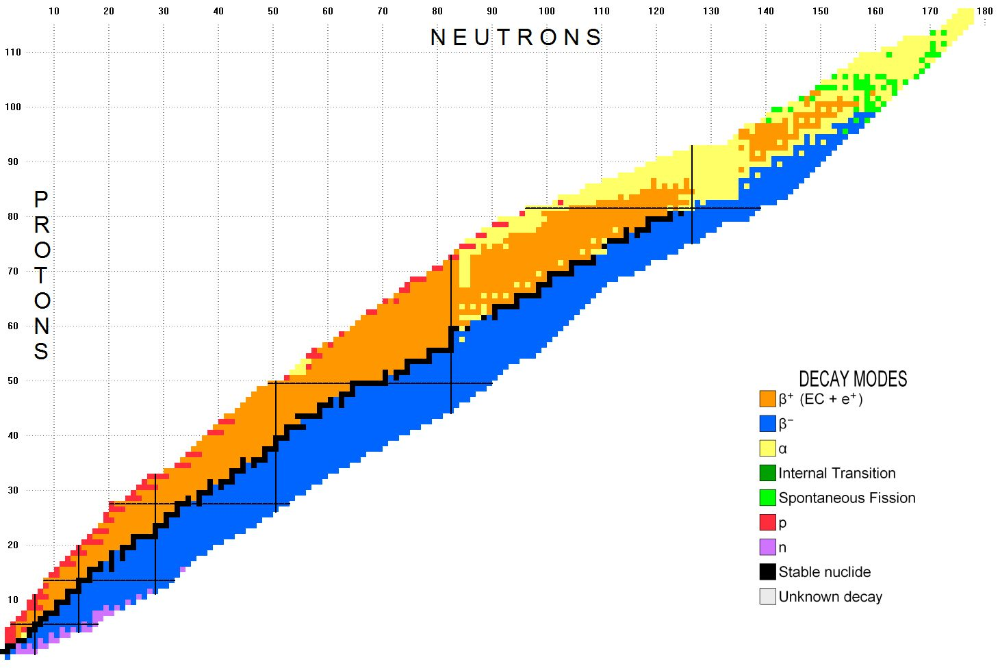 10 20 30 40 50 60 70 80 90 100 110 120 130 140 150 160 170 180
NEUTRONS
110
100
90
PROTONS
80
70
60
50
40
30
20
10
DECAY MODES
β⁺ (EC + e⁺)
β⁻
α
Internal Transition
Spontaneous Fission
p
n
Stable nuclide
Unknown decay